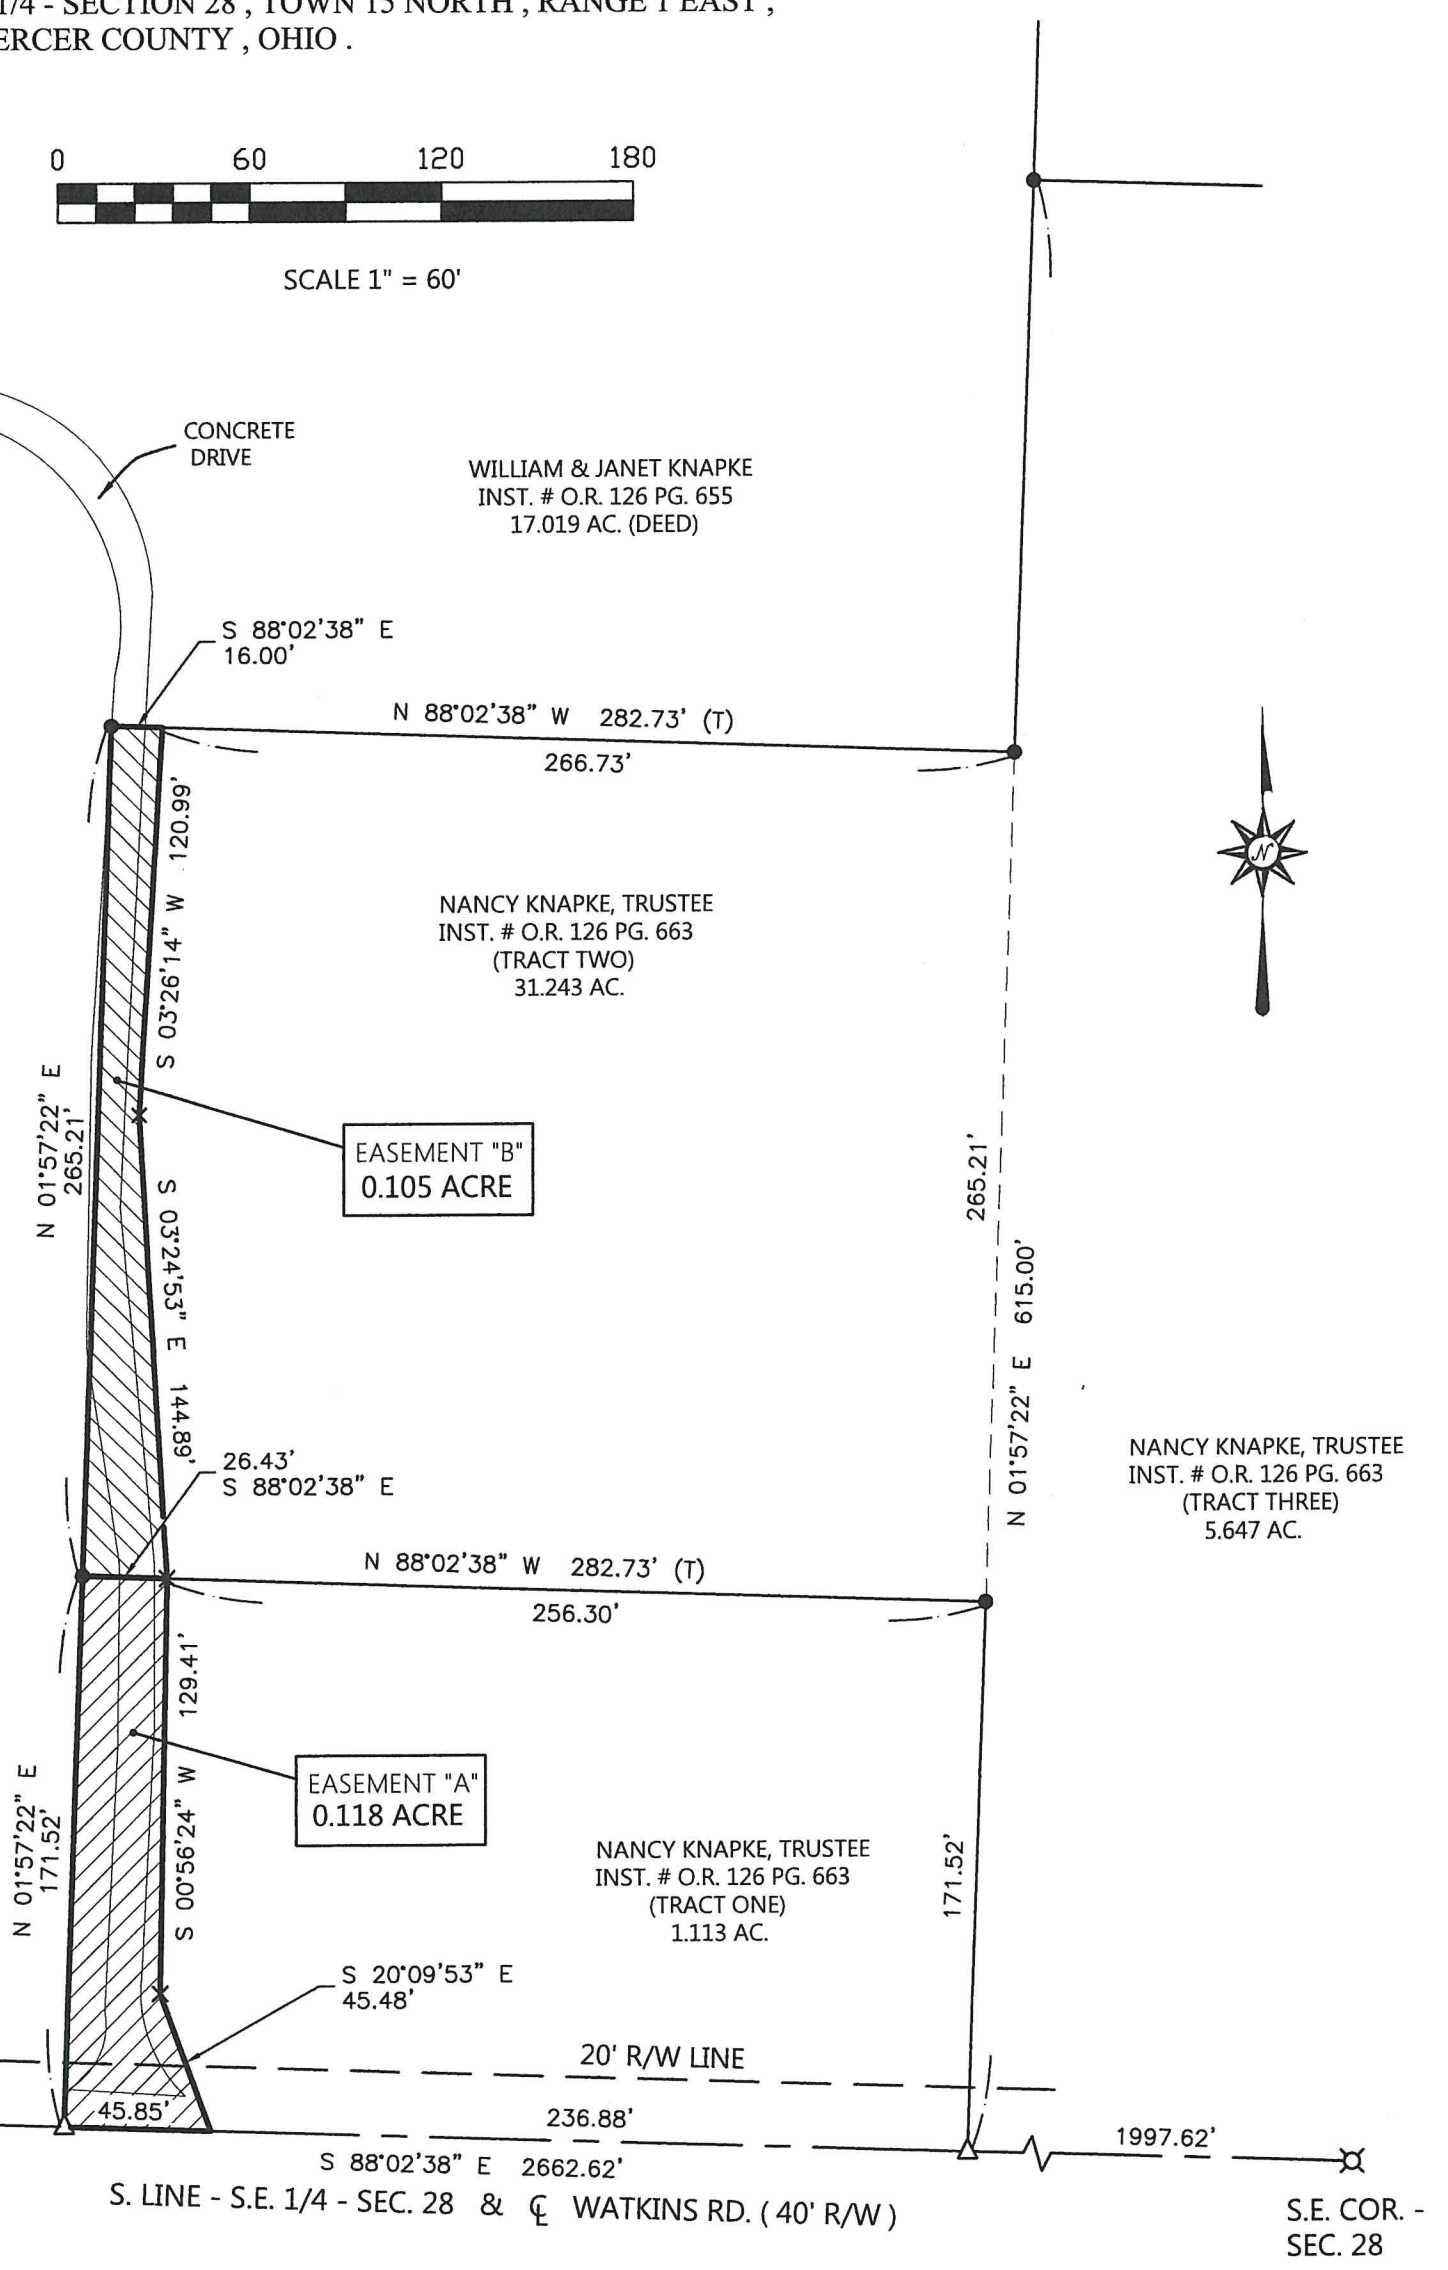 1/4 - SECTION 28 , TOWN 15 NORTH , RANGE 1 EAST ,
ERCER COUNTY , OHIO .
0 60 120 180
SCALE 1" = 60'
CONCRETE
DRIVE
WILLIAM & JANET KNAPKE
INST. # O.R. 126 PG. 655
17.019 AC. (DEED)
S 88°02'38" E
16.00'
N 88°02'38" W 282.73' (T)
266.73'
S 03°26'14" W 120.99'
NANCY KNAPKE, TRUSTEE
INST. # O.R. 126 PG. 663
(TRACT TWO)
31.243 AC.
N
N 01°57'22" E
265.21'
EASEMENT "B"
0.105 ACRE
S 03°24'53" E 144.89'
265.21'
N 01°57'22" E 615.00'
26.43'
S 88°02'38" E
NANCY KNAPKE, TRUSTEE
INST. # O.R. 126 PG. 663
(TRACT THREE)
5.647 AC.
N 88°02'38" W 282.73' (T)
256.30'
S 00°56'24" W 129.41'
N 01°57'22" E
171.52'
EASEMENT "A"
0.118 ACRE
NANCY KNAPKE, TRUSTEE
INST. # O.R. 126 PG. 663
(TRACT ONE)
1.113 AC.
171.52'
S 20°09'53" E
45.48'
20' R/W LINE
45.85'
236.88'
1997.62'
S 88°02'38" E 2662.62'
S. LINE - S.E. 1/4 - SEC. 28 & ℄ WATKINS RD. ( 40' R/W )
S.E. COR. -
SEC. 28